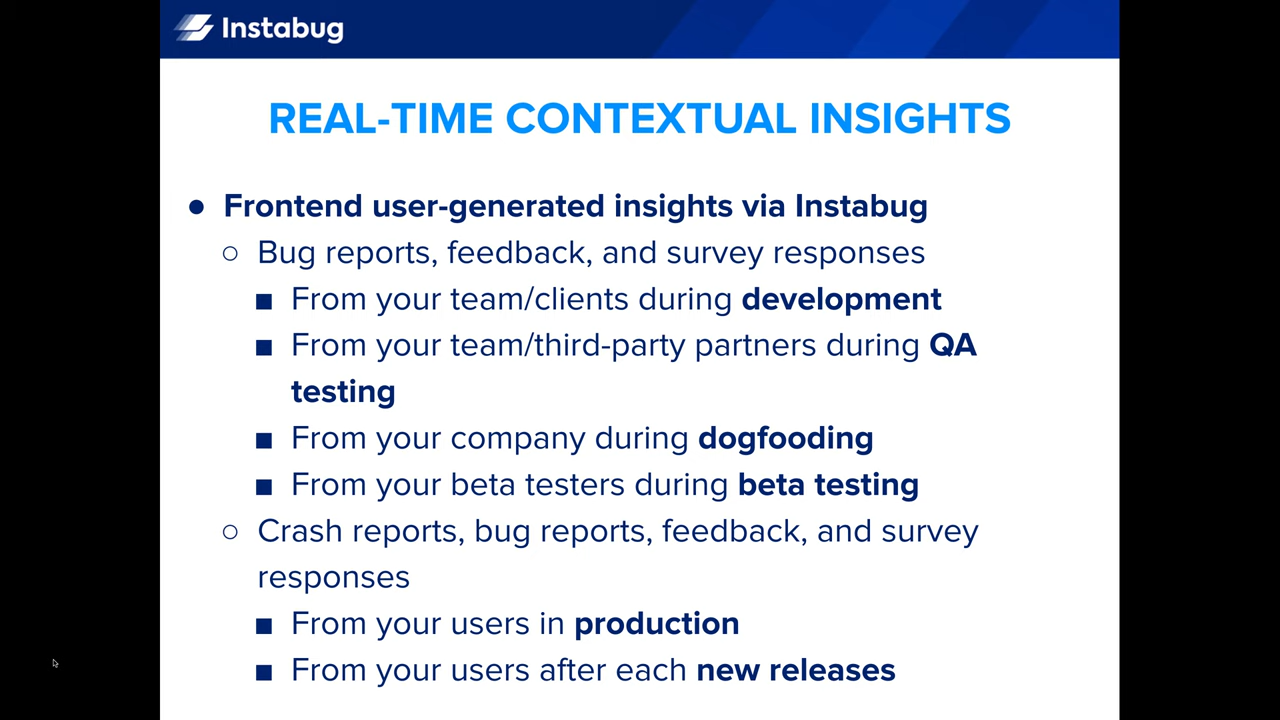 Instabug
REAL-TIME CONTEXTUAL INSIGHTS
● Frontend user-generated insights via Instabug
○ Bug reports, feedback, and survey responses
■ From your team/clients during development
■ From your team/third-party partners during QA
testing
■ From your company during dogfooding
■ From your beta testers during beta testing
○ Crash reports, bug reports, feedback, and survey
responses
■ From your users in production
■ From your users after each new releases